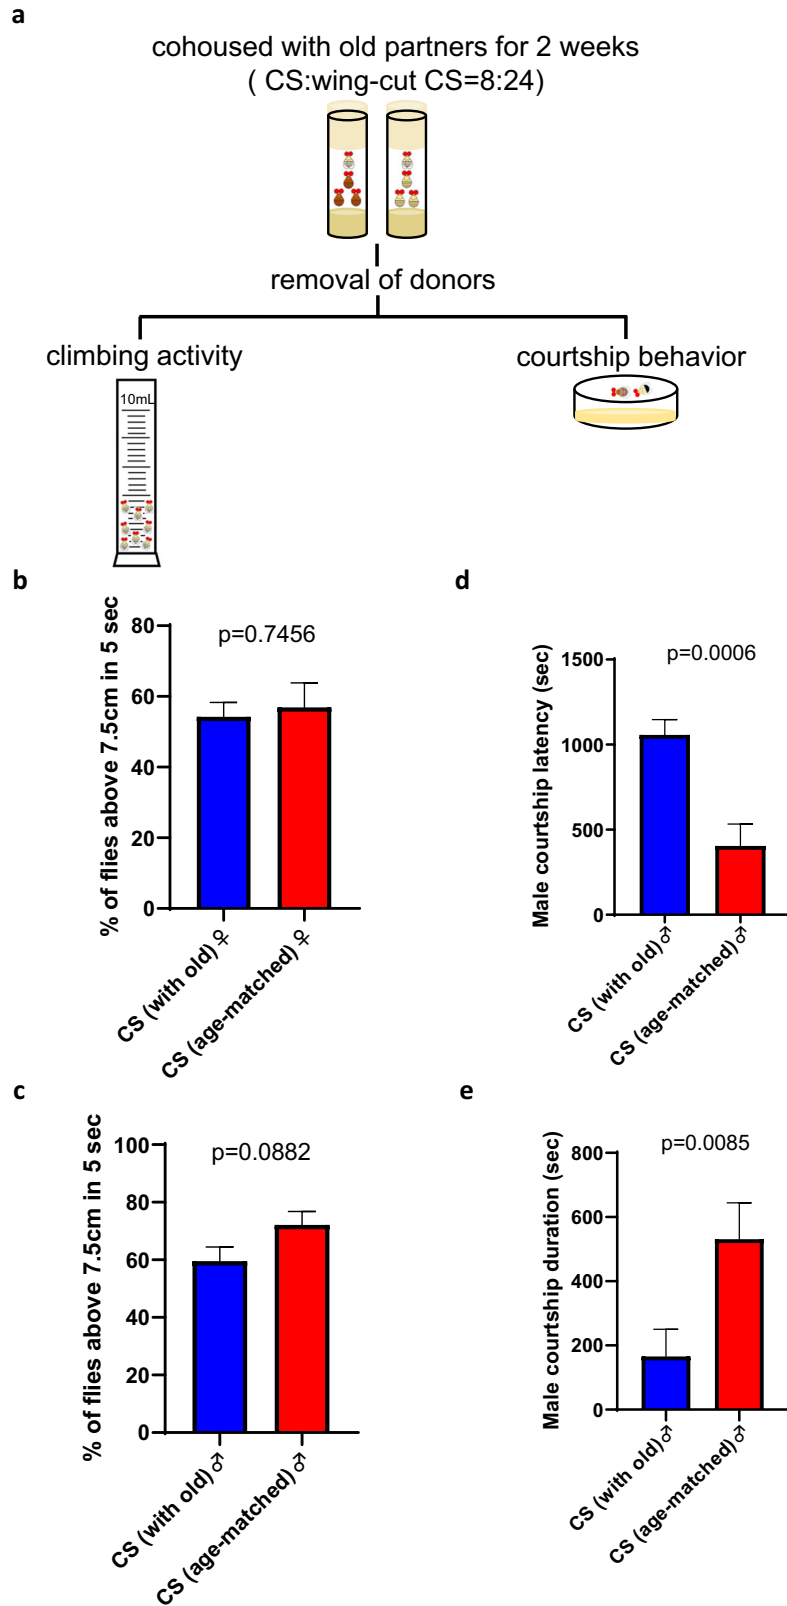 a
cohoused with old partners for 2 weeks
( CS:wing-cut CS=8:24)
removal of donors
climbing activity
courtship behavior
10mL
b
% of flies above 7.5cm in 5 sec
80
60
40
20
0
p=0.7456
CS (with old)♀
CS (age-matched)♀
d
Male courtship latency (sec)
1500
1000
500
0
p=0.0006
CS (with old)♂
CS (age-matched)♂
c
% of flies above 7.5cm in 5 sec
100
80
60
40
20
0
p=0.0882
CS (with old)♂
CS (age-matched)♂
e
Male courtship duration (sec)
800
600
400
200
0
p=0.0085
CS (with old)♂
CS (age-matched)♂